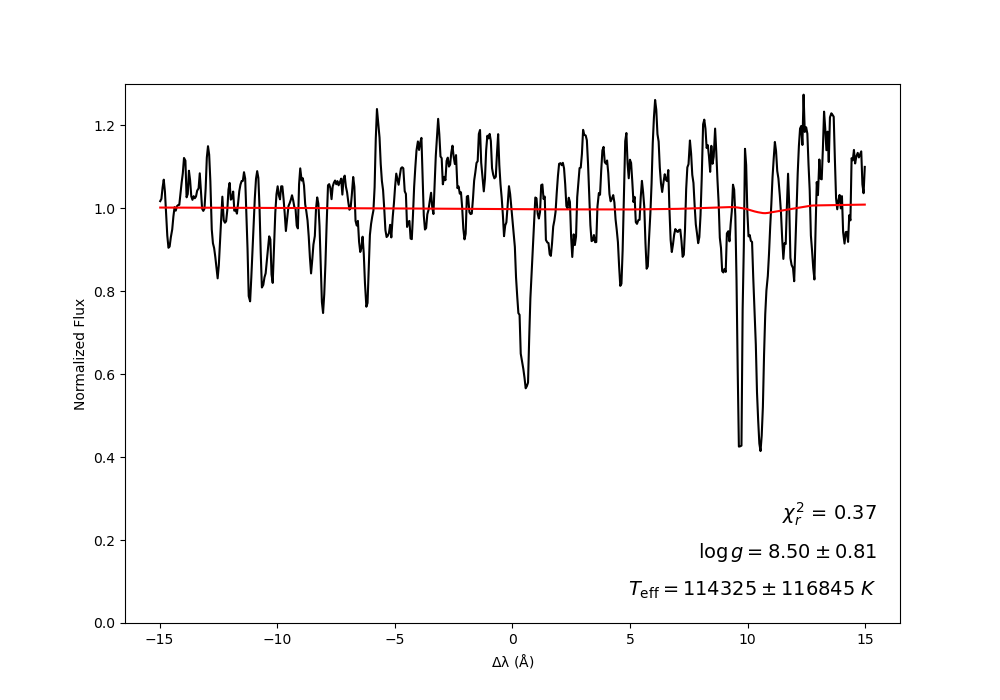 1.2
1.0
0.8
0.6
0.4
0.2
0.0
Normalized Flux
χ²ᵣ = 0.37
log g = 8.50 ± 0.81
T_eff = 114325 ± 116845 K
−15 −10 −5 0 5 10 15
Δλ (Å)